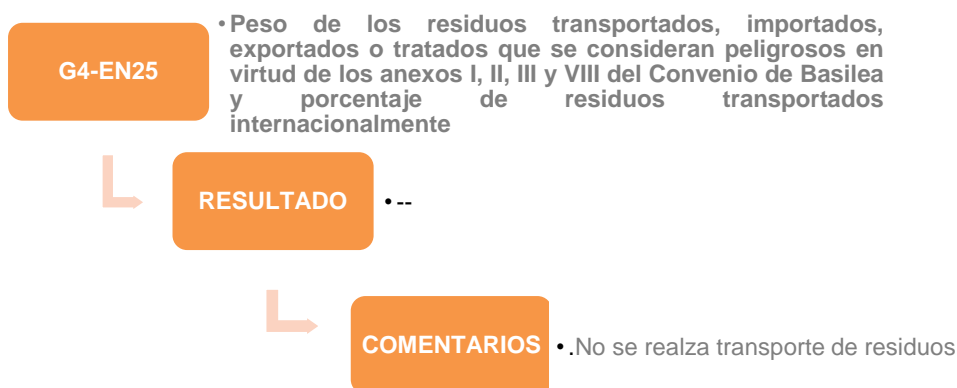 G4-EN25
• Peso de los residuos transportados, importados,
exportados o tratados que se consideran peligrosos en
virtud de los anexos I, II, III y VIII del Convenio de Basilea
y porcentaje de residuos transportados
internacionalmente
RESULTADO
• --
COMENTARIOS
• .No se realza transporte de residuos